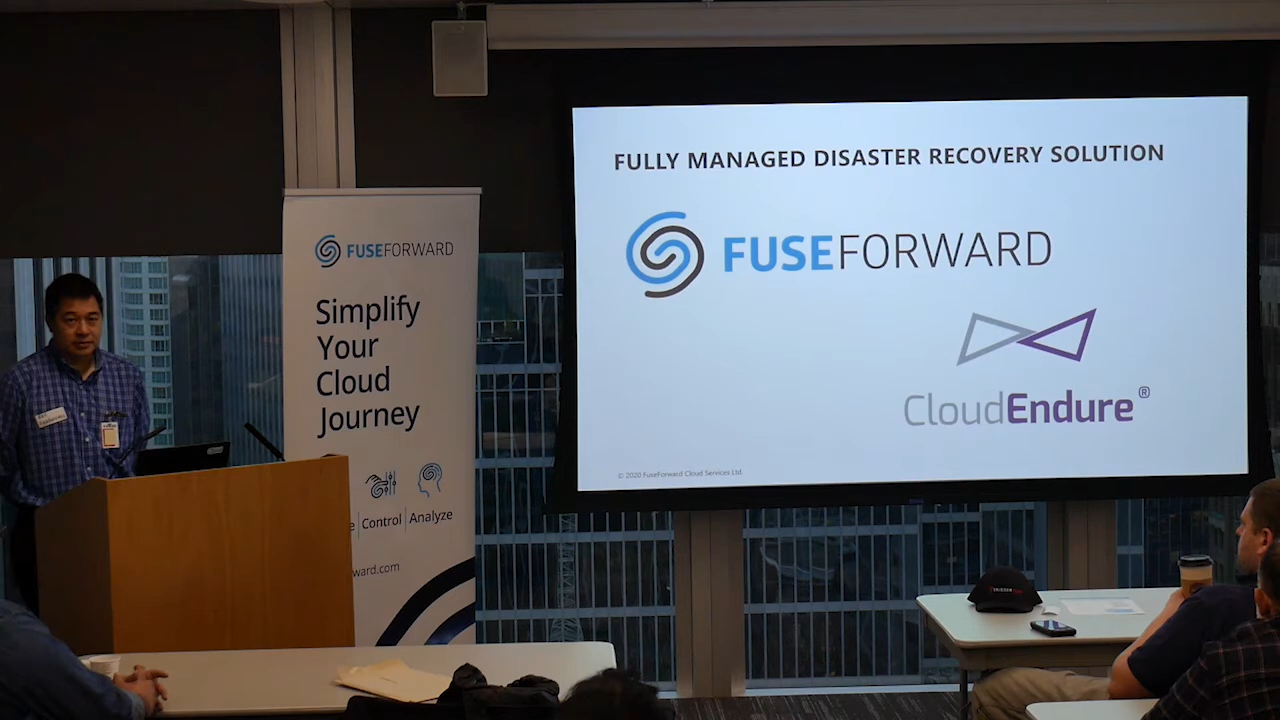 FULLY MANAGED DISASTER RECOVERY SOLUTION
FUSEFORWARD
CloudEndure®
© 2020 FuseForward Cloud Services Ltd.
FUSEFORWARD
Simplify
Your
Cloud
Journey
e | Control | Analyze
ward.com